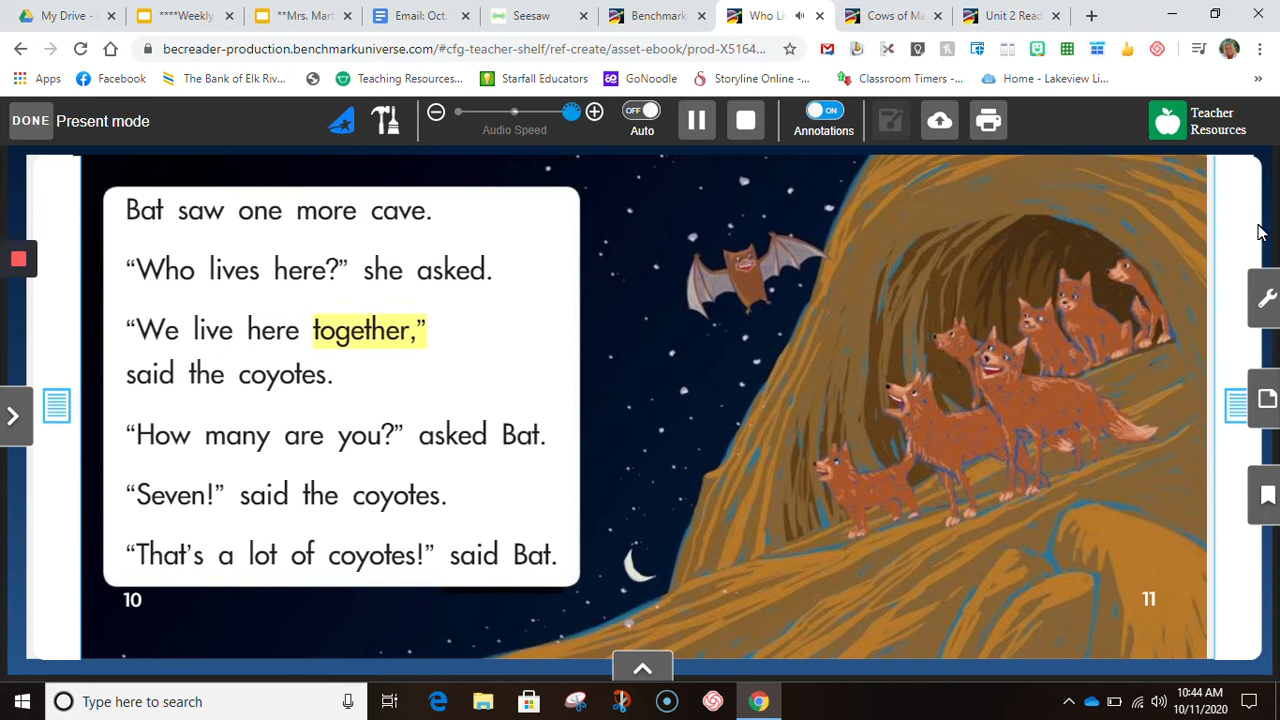 My Drive -
****Weekly
**Mrs. Mart
Email: Oct.
Seesaw
Benchmark
Who Li
Cows of Ma
Unit 2 Read
becreader-production.benchmarkuniverse.com/#cfg-teacher-shelf/ref-create/asset-ebook/prod-X5164...
Apps
Facebook
The Bank of Elk Riv...
Teaching Resources...
Starfall Educators
GoNoodle
Storyline Online -...
Classroom Timers -...
Home - Lakeview Li...
»
DONE
Present mode
Audio Speed
OFF
Auto
ON
Annotations
Teacher
Resources
Bat saw one more cave.
“Who lives here?” she asked.
“We live here together,”
said the coyotes.
“How many are you?” asked Bat.
“Seven!” said the coyotes.
“That’s a lot of coyotes!” said Bat.
10
11
Type here to search
10:44 AM
10/11/2020